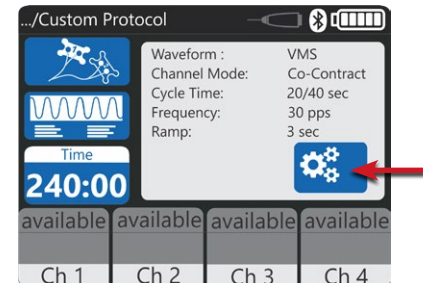 .../Custom Protocol
Waveform : VMS
Channel Mode: Co-Contract
Cycle Time: 20/40 sec
Frequency: 30 pps
Ramp: 3 sec
Time
240:00
available available available available
Ch 1 Ch 2 Ch 3 Ch 4